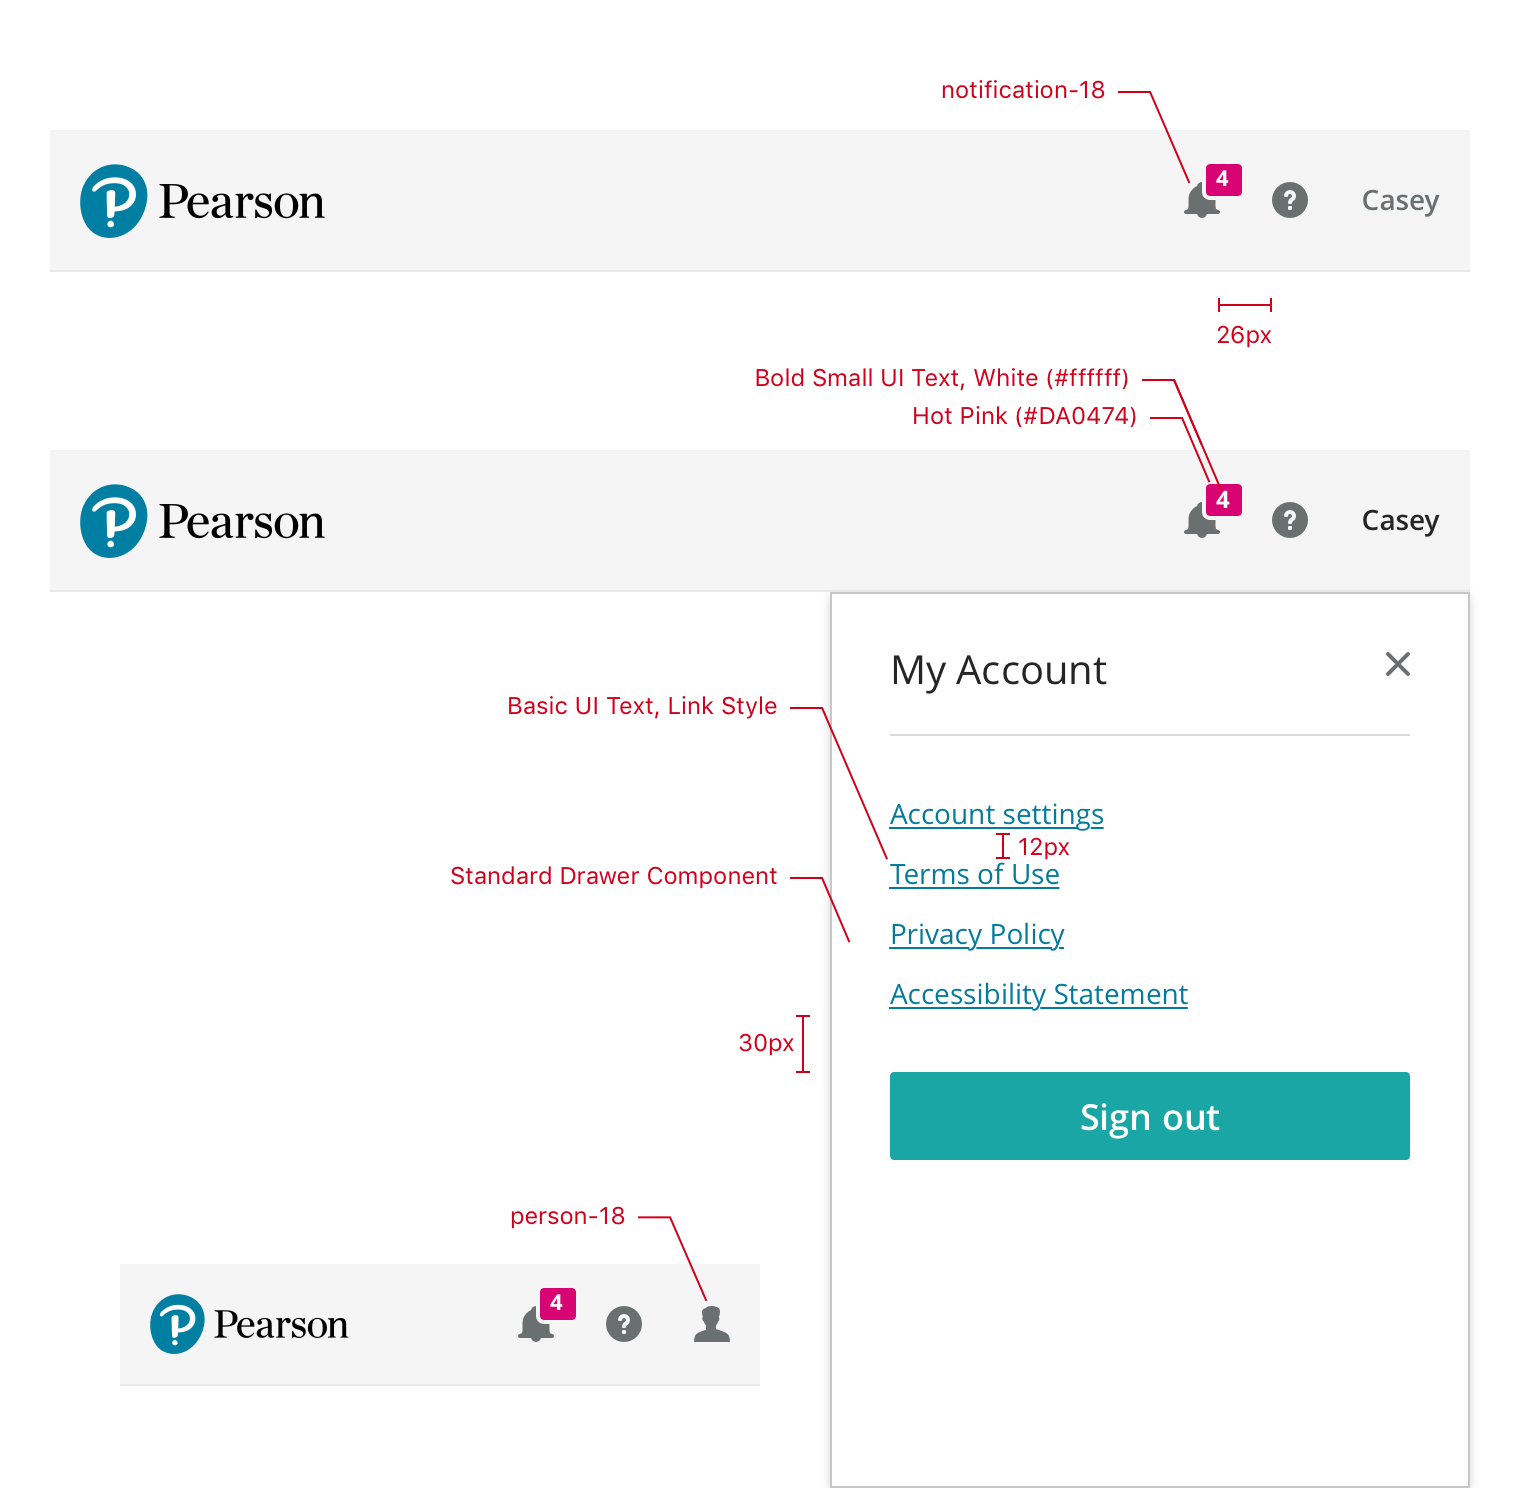 notification-18
Pearson
4
?
Casey
26px
Bold Small UI Text, White (#ffffff)
Hot Pink (#DA0474)
Pearson
4
?
Casey
My Account
Basic UI Text, Link Style
Account settings
12px
Terms of Use
Standard Drawer Component
Privacy Policy
Accessibility Statement
30px
Sign out
person-18
Pearson
4
?